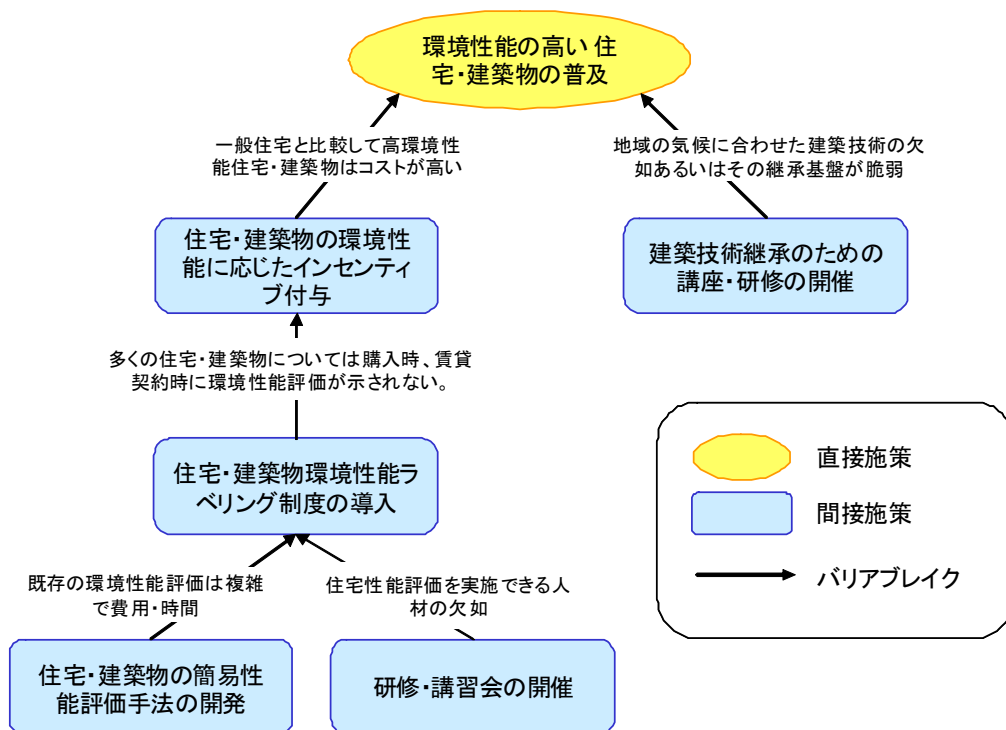 環境性能の高い 住
宅・建築物の普及
一般住宅と比較して高環境性
能住宅・建築物はコストが高い
地域の気候に合わせた建築技術の欠
如あるいはその継承基盤が脆弱
住宅・建築物の環境性
能に応じたインセンティ
ブ付与
建築技術継承のための
講座・研修の開催
多くの住宅・建築物については購入時、賃貸
契約時に環境性能評価が示されない。
住宅・建築物環境性能ラ
ベリング制度の導入
既存の環境性能評価は複雑
で費用・時間
住宅性能評価を実施できる人
材の欠如
住宅・建築物の簡易性
能評価手法の開発
研修・講習会の開催
直接施策
間接施策
バリアブレイク